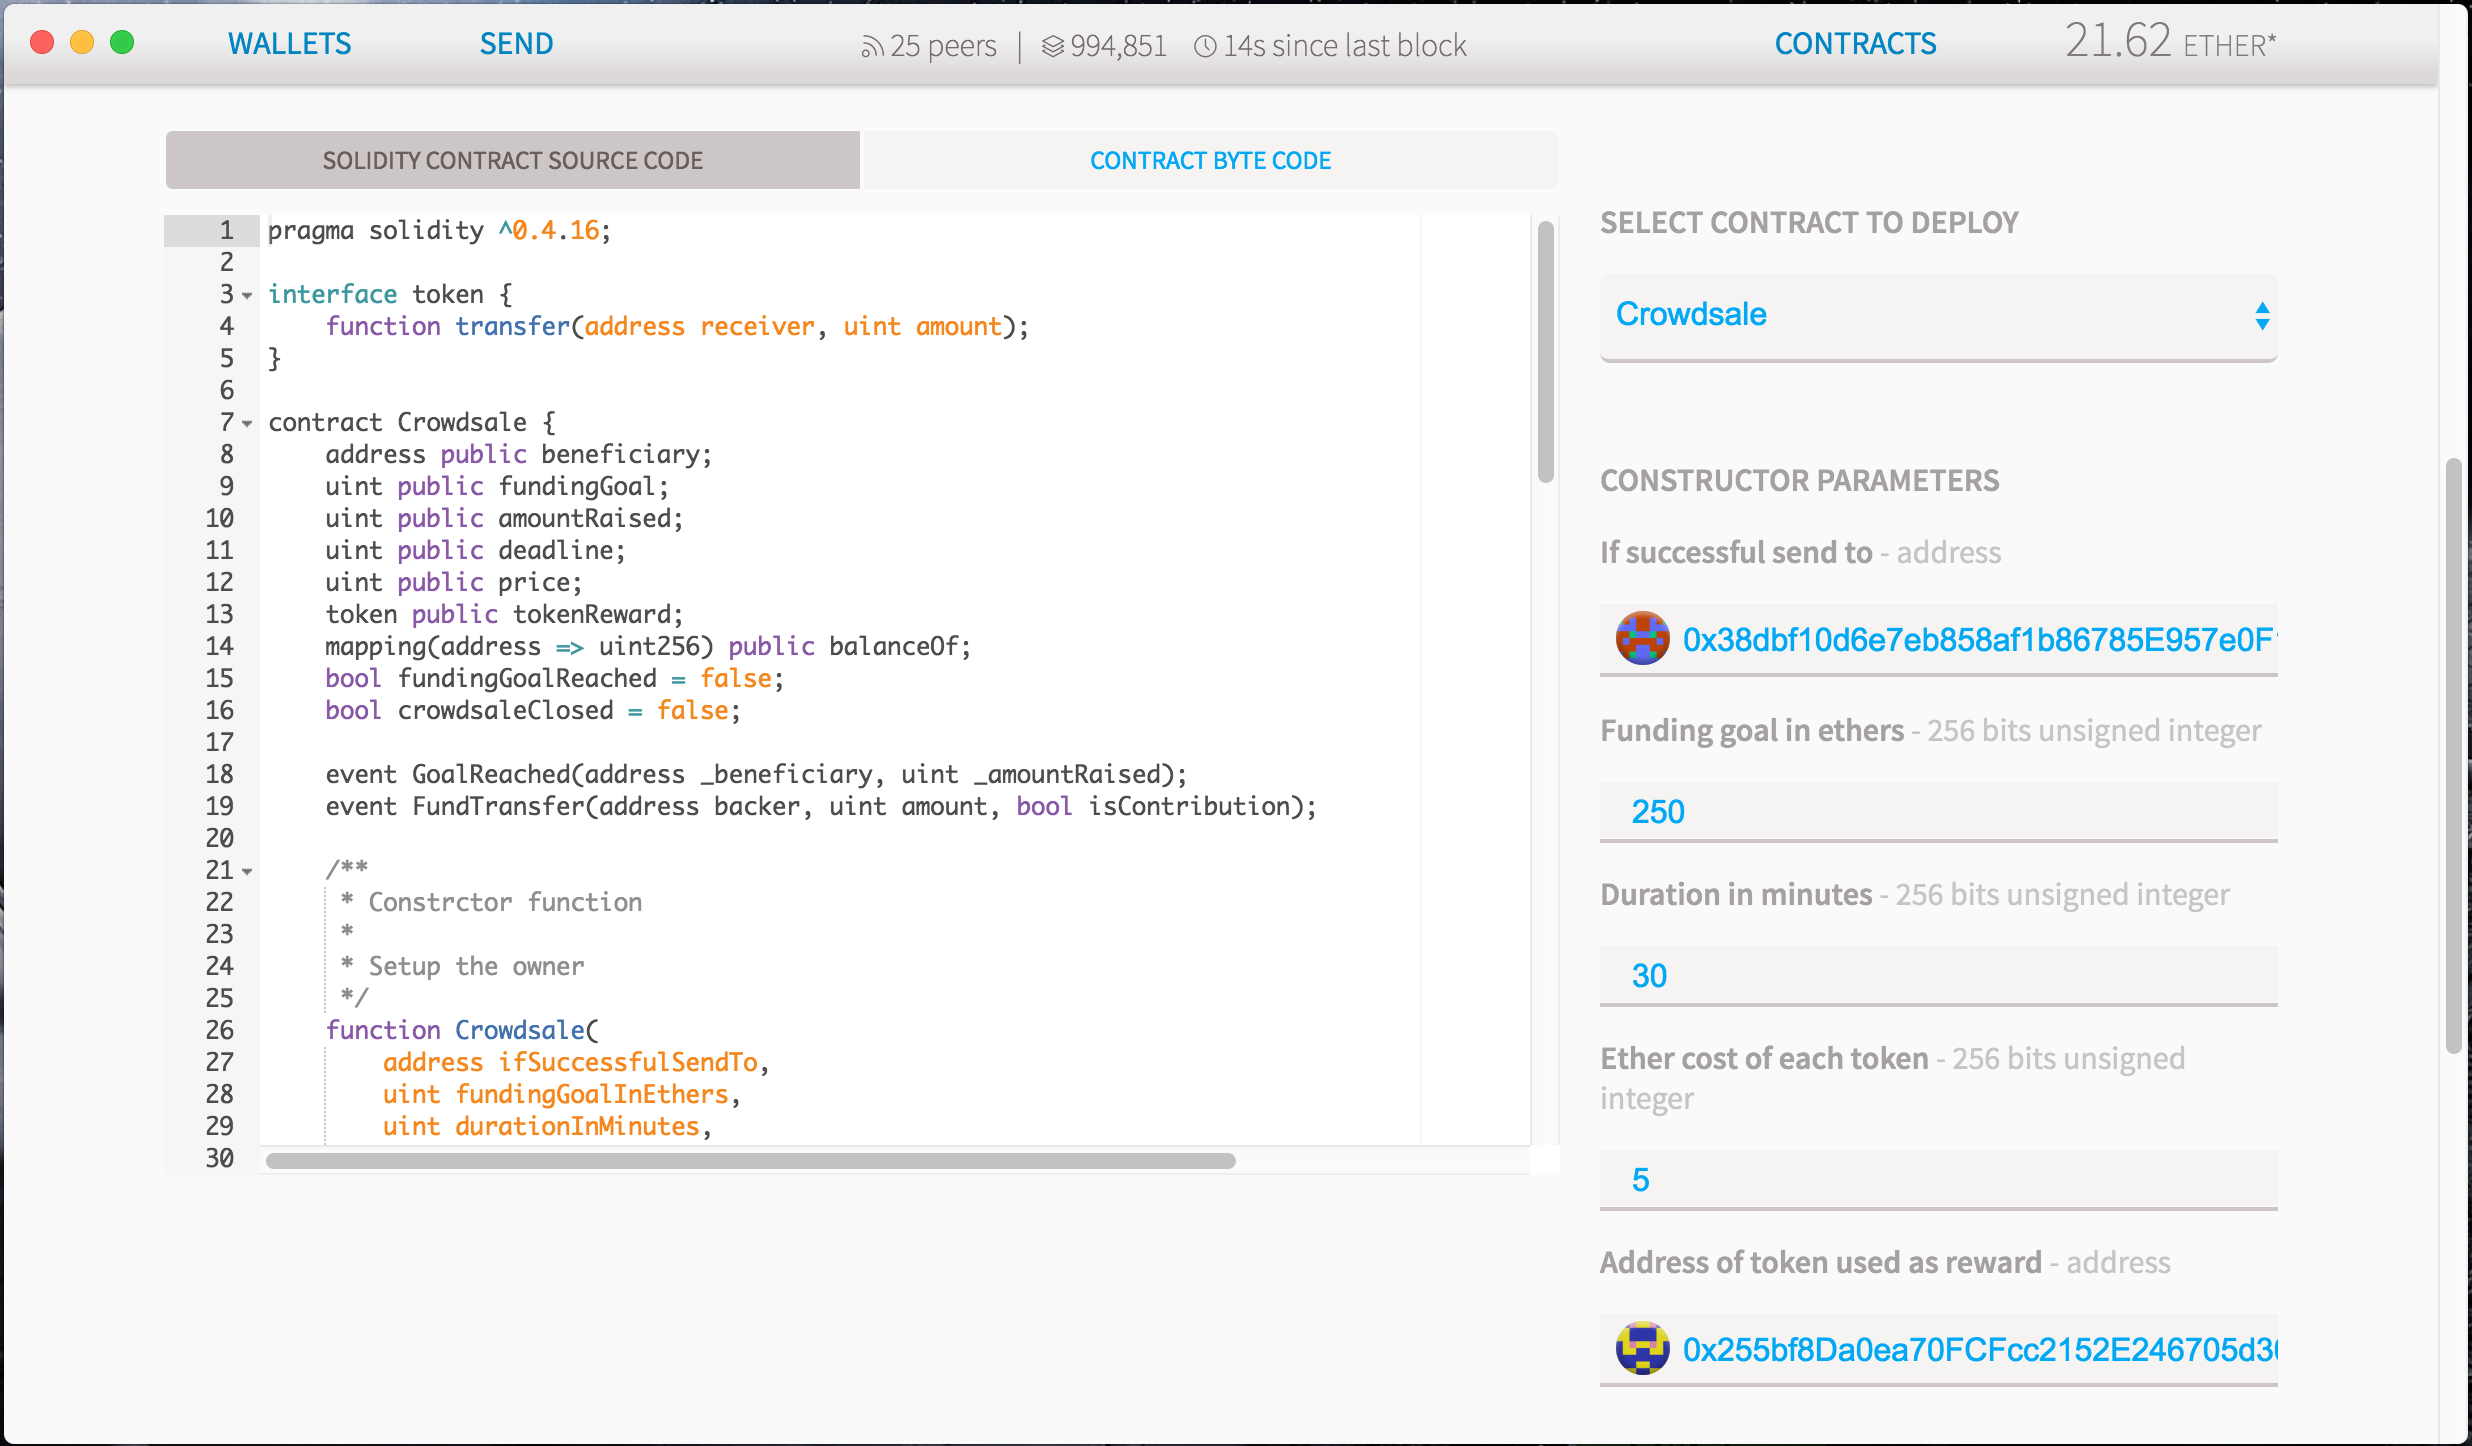 WALLETS SEND 25 peers | 994,851 14s since last block CONTRACTS 21.62 ETHER*
SOLIDITY CONTRACT SOURCE CODE CONTRACT BYTE CODE
1 pragma solidity ^0.4.16;
2
3 interface token {
4     function transfer(address receiver, uint amount);
5 }
6
7 contract Crowdsale {
8     address public beneficiary;
9     uint public fundingGoal;
10     uint public amountRaised;
11     uint public deadline;
12     uint public price;
13     token public tokenReward;
14     mapping(address => uint256) public balanceOf;
15     bool fundingGoalReached = false;
16     bool crowdsaleClosed = false;
17
18     event GoalReached(address _beneficiary, uint _amountRaised);
19     event FundTransfer(address backer, uint amount, bool isContribution);
20
21     /**
22      * Constrctor function
23      *
24      * Setup the owner
25      */
26     function Crowdsale(
27         address ifSuccessfulSendTo,
28         uint fundingGoalInEthers,
29         uint durationInMinutes,
30
SELECT CONTRACT TO DEPLOY
Crowdsale
CONSTRUCTOR PARAMETERS
If successful send to - address
0x38dbf10d6e7eb858af1b86785E957e0F
Funding goal in ethers - 256 bits unsigned integer
250
Duration in minutes - 256 bits unsigned integer
30
Ether cost of each token - 256 bits unsigned
integer
5
Address of token used as reward - address
0x255bf8Da0ea70FCFcc2152E246705d3